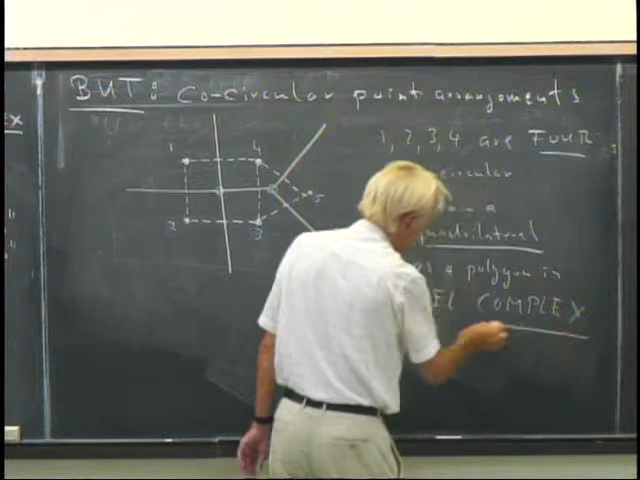 BUT: Co-circular point arrangements
1, 2, 3, 4 are FOUR
circular
in a
quadrilateral
a polygon in
COMPLEX
1
4
5
2
3
X